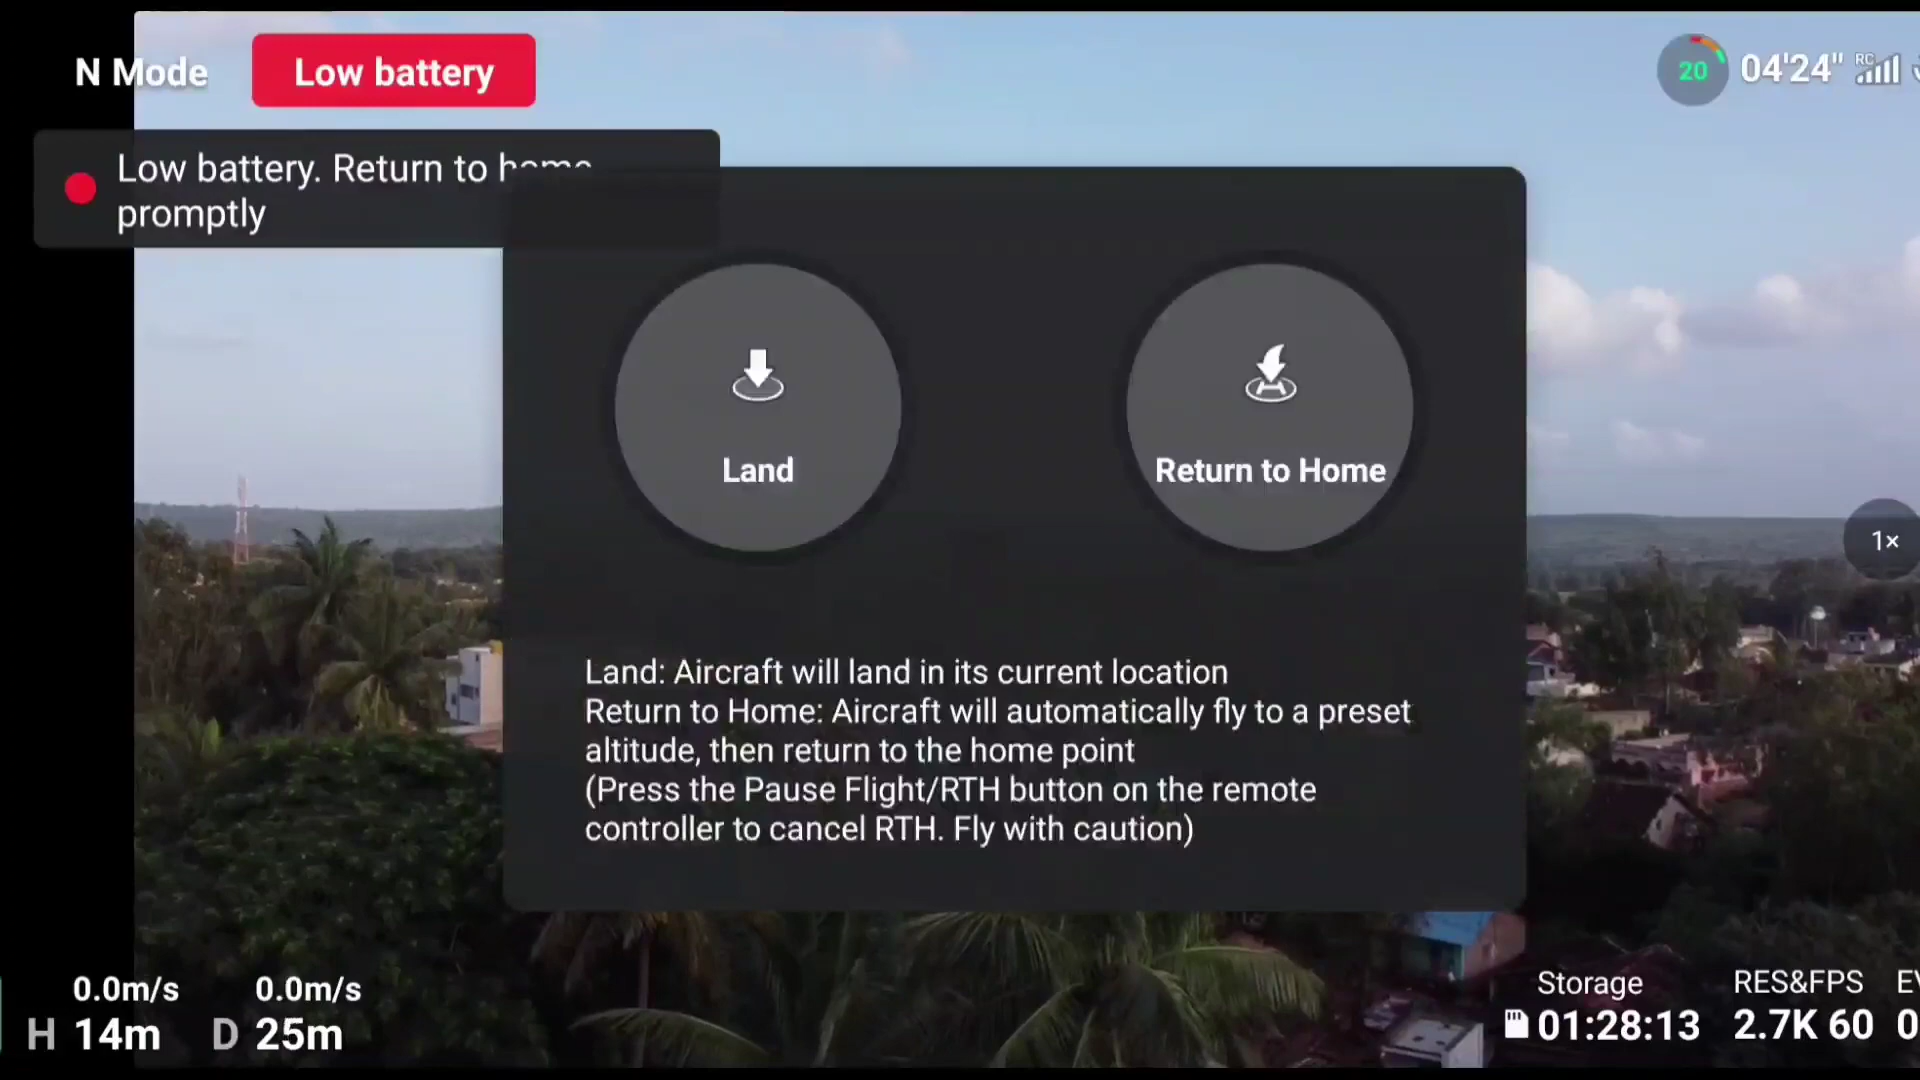 N Mode
Low battery
20
04'24"
RC
Low battery. Return to home
promptly
Land
Return to Home
1×
Land: Aircraft will land in its current location
Return to Home: Aircraft will automatically fly to a preset
altitude, then return to the home point
(Press the Pause Flight/RTH button on the remote
controller to cancel RTH. Fly with caution)
0.0m/s
0.0m/s
H 14m
D 25m
Storage
RES&FPS
01:28:13
2.7K 60